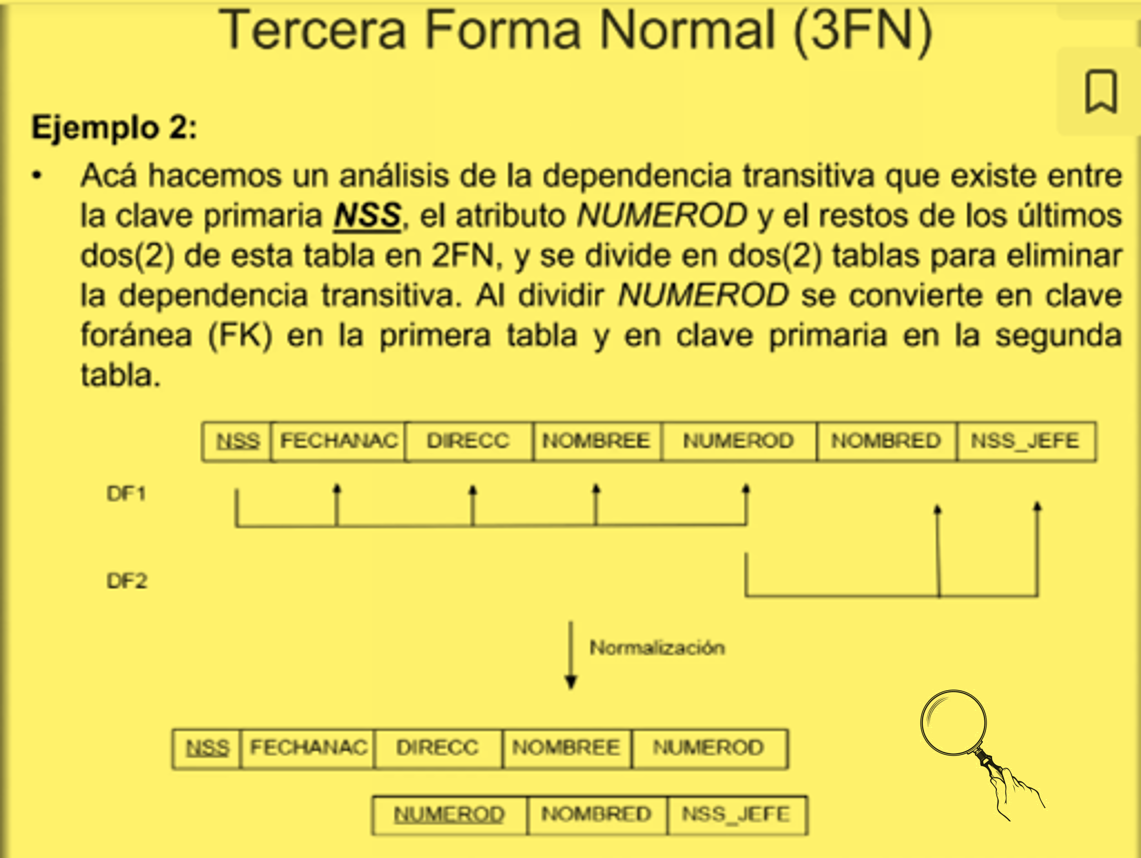 Tercera Forma Normal (3FN)
Ejemplo 2:
• Acá hacemos un análisis de la dependencia transitiva que existe entre
la clave primaria NSS, el atributo NUMEROD y el restos de los últimos
dos(2) de esta tabla en 2FN, y se divide en dos(2) tablas para eliminar
la dependencia transitiva. Al dividir NUMEROD se convierte en clave
foránea (FK) en la primera tabla y en clave primaria en la segunda
tabla.
NSS FECHANAC DIRECC NOMBREE NUMEROD NOMBRED NSS_JEFE
DF1
DF2
Normalización
NSS FECHANAC DIRECC NOMBREE NUMEROD
NUMEROD NOMBRED NSS_JEFE